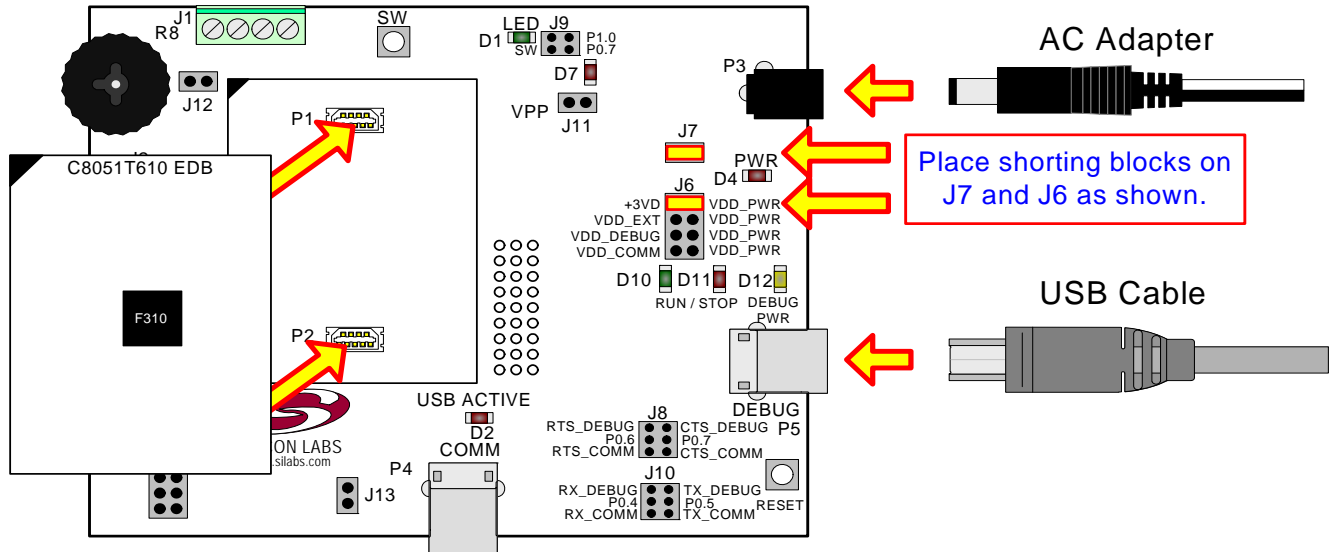 J1
R8
SW
LED
D1
SW
J9
P1.0
P0.7
D7
VPP
J11
J12
P3
AC Adapter
J7
PWR
D4
Place shorting blocks on
J7 and J6 as shown.
P1
C8051T610 EDB
J6
+3VD
VDD_PWR
VDD_EXT
VDD_PWR
VDD_DEBUG
VDD_PWR
VDD_COMM
VDD_PWR
D10
D11
D12
RUN / STOP
DEBUG
PWR
USB Cable
F310
P2
USB ACTIVE
D2
COMM
P4
DEBUG
P5
ON LABS
silabs.com
J8
RTS_DEBUG
CTS_DEBUG
P0.6
P0.7
RTS_COMM
CTS_COMM
J10
RX_DEBUG
TX_DEBUG
P0.4
P0.5
RX_COMM
TX_COMM
RESET
J13